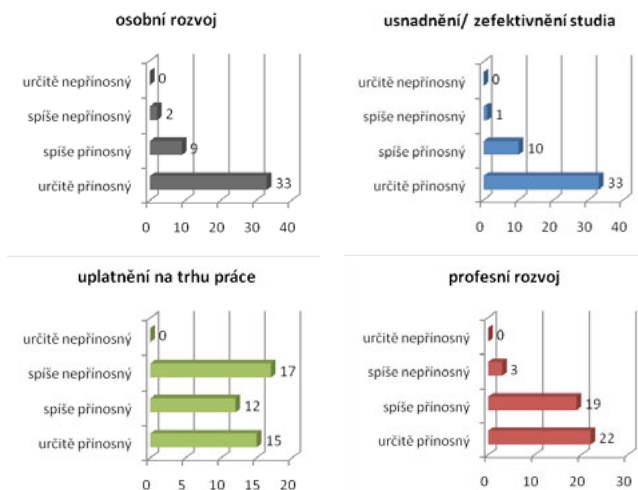 osobní rozvoj
určitě nepřínosný 0
spíše nepřínosný 2
spíše přínosný 9
určitě přínosný 33
0 10 20 30 40
usnadnění/ zefektivnění studia
určitě nepřínosný 0
spíše nepřínosný 1
spíše přínosný 10
určitě přínosný 33
0 10 20 30 40
uplatnění na trhu práce
určitě nepřínosný 0
spíše nepřínosný 17
spíše přínosný 12
určitě přínosný 15
0 5 10 15 20
profesní rozvoj
určitě nepřínosný 0
spíše nepřínosný 3
spíše přínosný 19
určitě přínosný 22
0 10 20 30